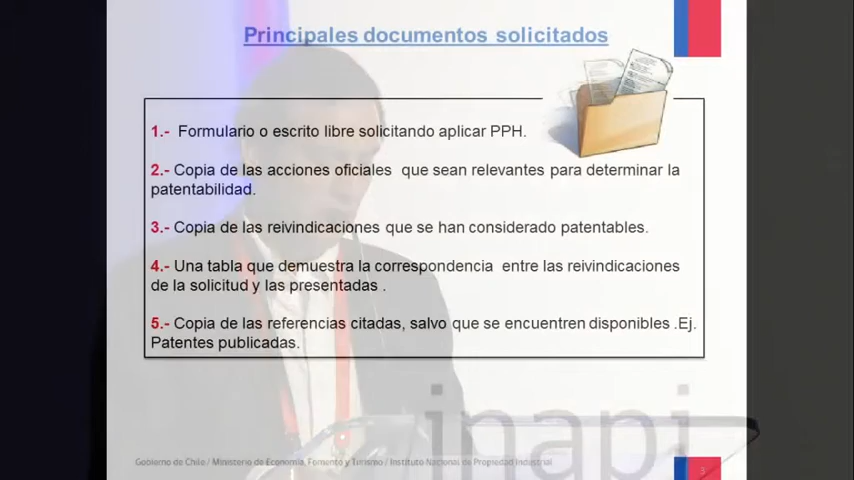 Principales documentos solicitados
1.- Formulario o escrito libre solicitando aplicar PPH.
2.- Copia de las acciones oficiales que sean relevantes para determinar la
patentabilidad.
3.- Copia de las reivindicaciones que se han considerado patentables.
4.- Una tabla que demuestra la correspondencia entre las reivindicaciones
de la solicitud y las presentadas .
5.- Copia de las referencias citadas, salvo que se encuentren disponibles .Ej.
Patentes publicadas.
inapi
Gobierno de Chile / Ministerio de Economía, Fomento y Turismo / Instituto Nacional de Propiedad Industrial
3